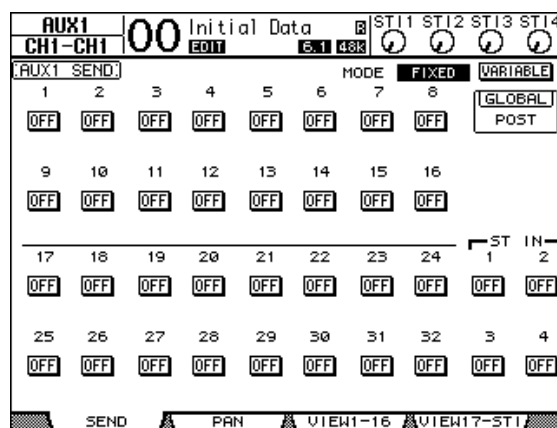 AUX1 00 Initial Data R STI1 STI2 STI3 STI4
CH1-CH1 EDIT 6.1 48k
AUX1 SEND MODE FIXED VARIABLE
1 2 3 4 5 6 7 8 GLOBAL
OFF OFF OFF OFF OFF OFF OFF OFF POST
9 10 11 12 13 14 15 16
OFF OFF OFF OFF OFF OFF OFF OFF
ST IN
17 18 19 20 21 22 23 24 1 2
OFF OFF OFF OFF OFF OFF OFF OFF OFF OFF
25 26 27 28 29 30 31 32 3 4
OFF OFF OFF OFF OFF OFF OFF OFF OFF OFF
SEND PAN VIEW1-16 VIEW17-STI